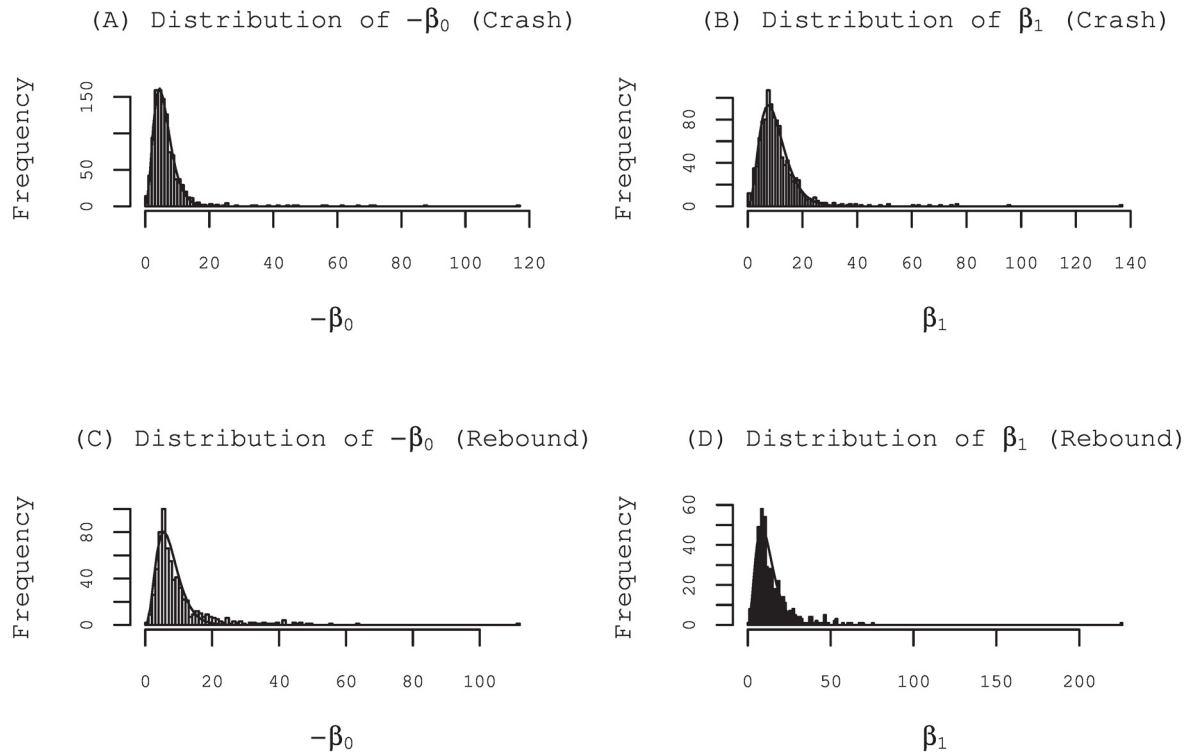 (A) Distribution of −β₀ (Crash)
Frequency
0 50 150
0 20 40 60 80 100 120
−β₀
(B) Distribution of β₁ (Crash)
Frequency
0 40 80
0 20 40 60 80 100 120 140
β₁
(C) Distribution of −β₀ (Rebound)
Frequency
0 40 80
0 20 40 60 80 100
−β₀
(D) Distribution of β₁ (Rebound)
Frequency
0 20 40 60
0 50 100 150 200
β₁